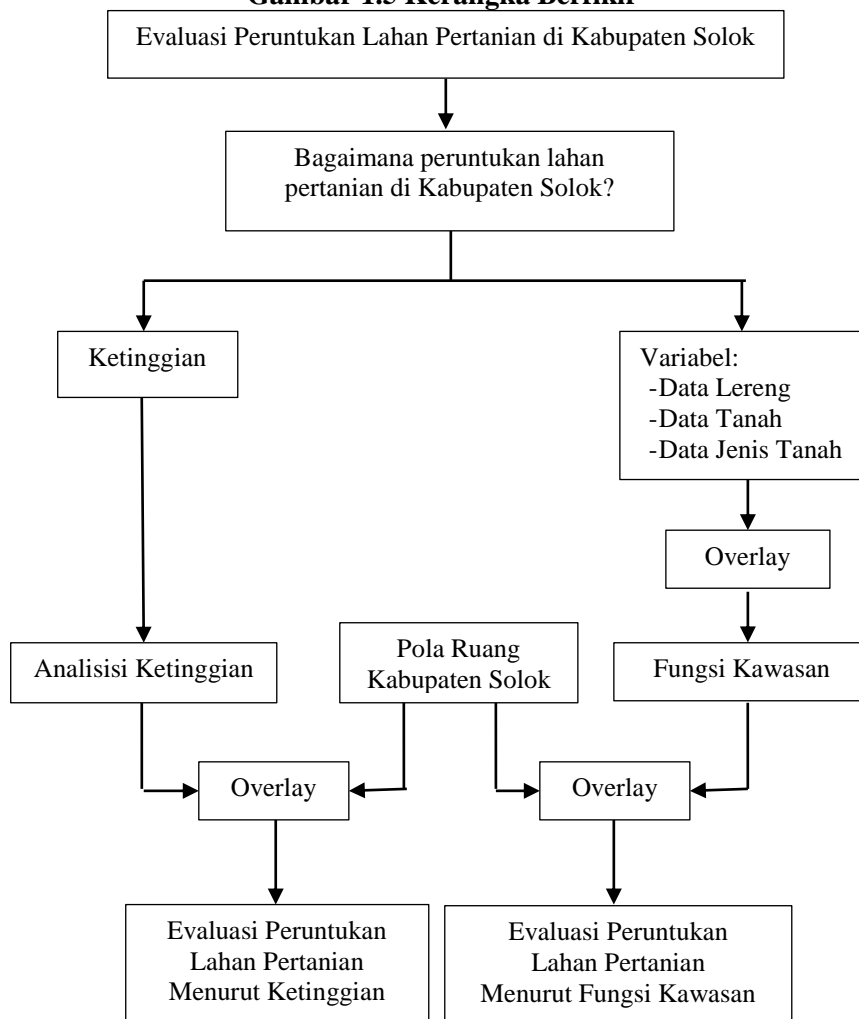 Gambar 1.3 Kerangka Berfikir
Evaluasi Peruntukan Lahan Pertanian di Kabupaten Solok
Bagaimana peruntukan lahan
pertanian di Kabupaten Solok?
Ketinggian
Variabel:
-Data Lereng
-Data Tanah
-Data Jenis Tanah
Overlay
Analisisi Ketinggian
Pola Ruang
Kabupaten Solok
Fungsi Kawasan
Overlay
Overlay
Evaluasi Peruntukan
Lahan Pertanian
Menurut Ketinggian
Evaluasi Peruntukan
Lahan Pertanian
Menurut Fungsi Kawasan